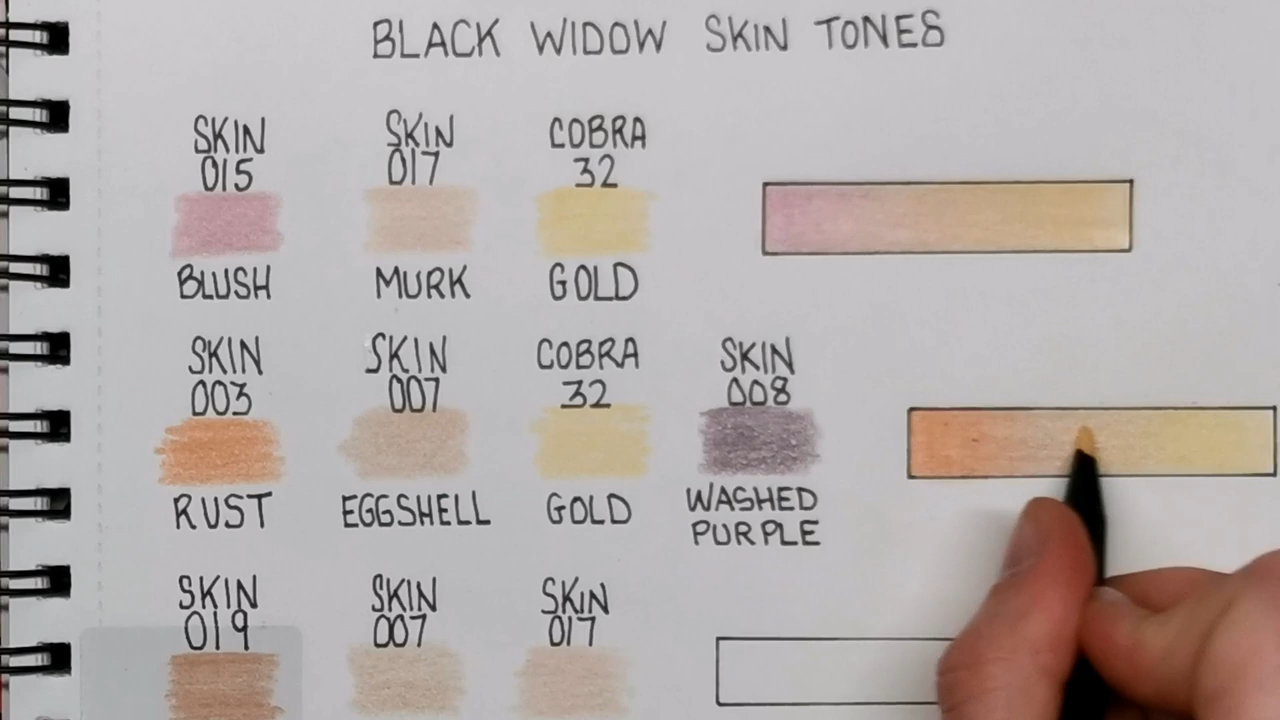 BLACK WIDOW SKIN TONES
SKIN SKIN COBRA
015 017 32
BLUSH MURK GOLD
SKIN SKIN COBRA SKIN
003 007 32 008
RUST EGGSHELL GOLD WASHED
PURPLE
SKIN SKIN SKIN
019 007 017